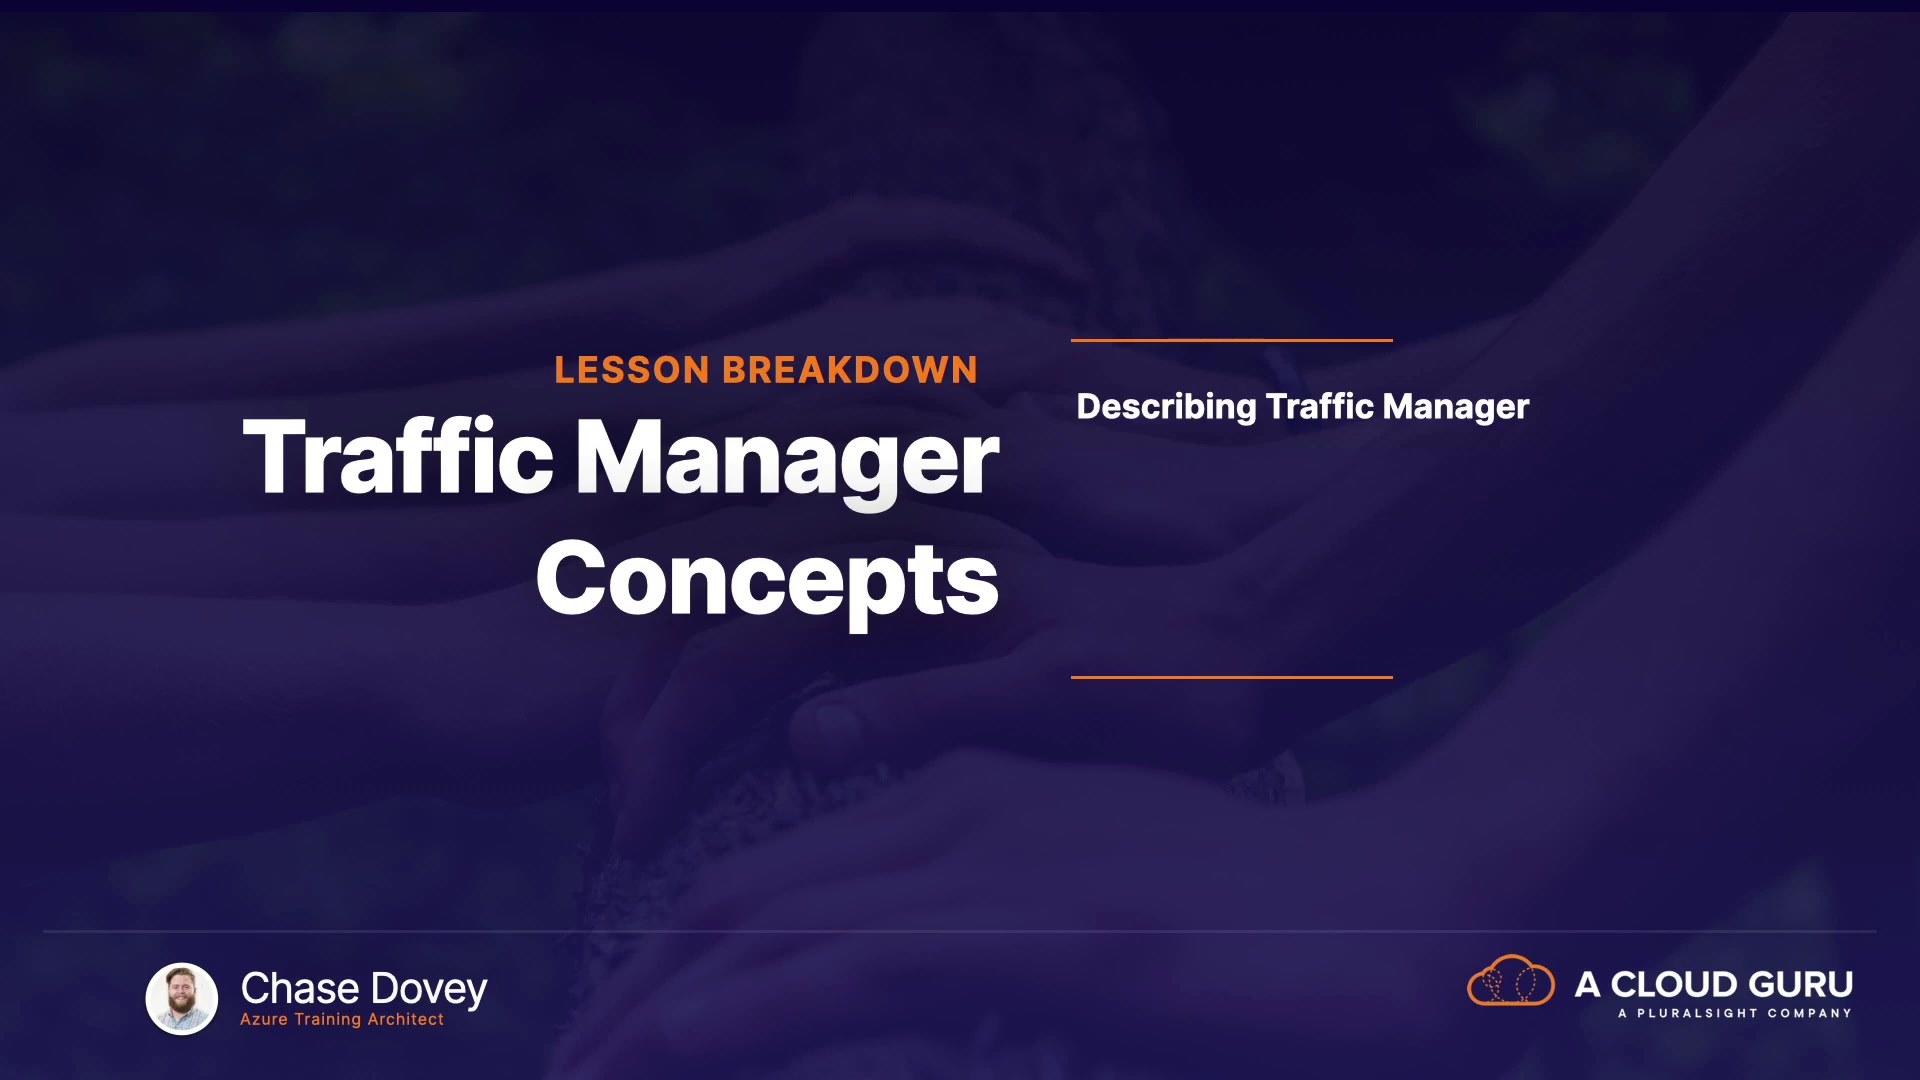 LESSON BREAKDOWN
Traffic Manager
Concepts
Describing Traffic Manager
Chase Dovey
Azure Training Architect
A CLOUD GURU
A PLURALSIGHT COMPANY